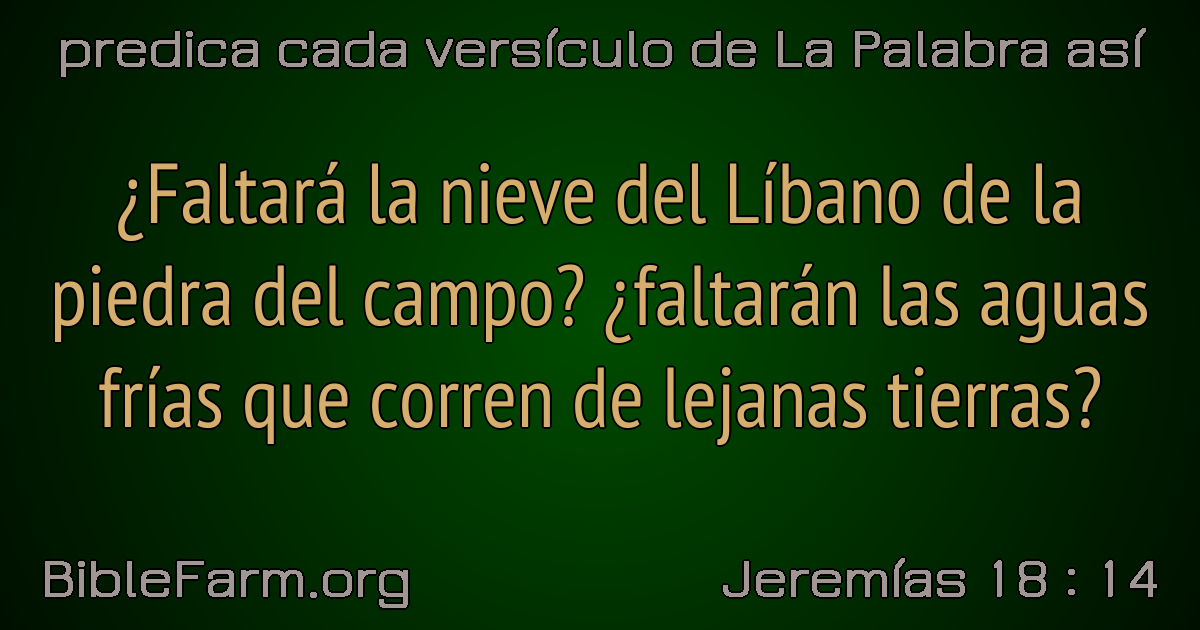 predica cada versículo de La Palabra así
¿Faltará la nieve del Líbano de la
piedra del campo? ¿faltarán las aguas
frías que corren de lejanas tierras?
BibleFarm.org
Jeremías 18 : 14